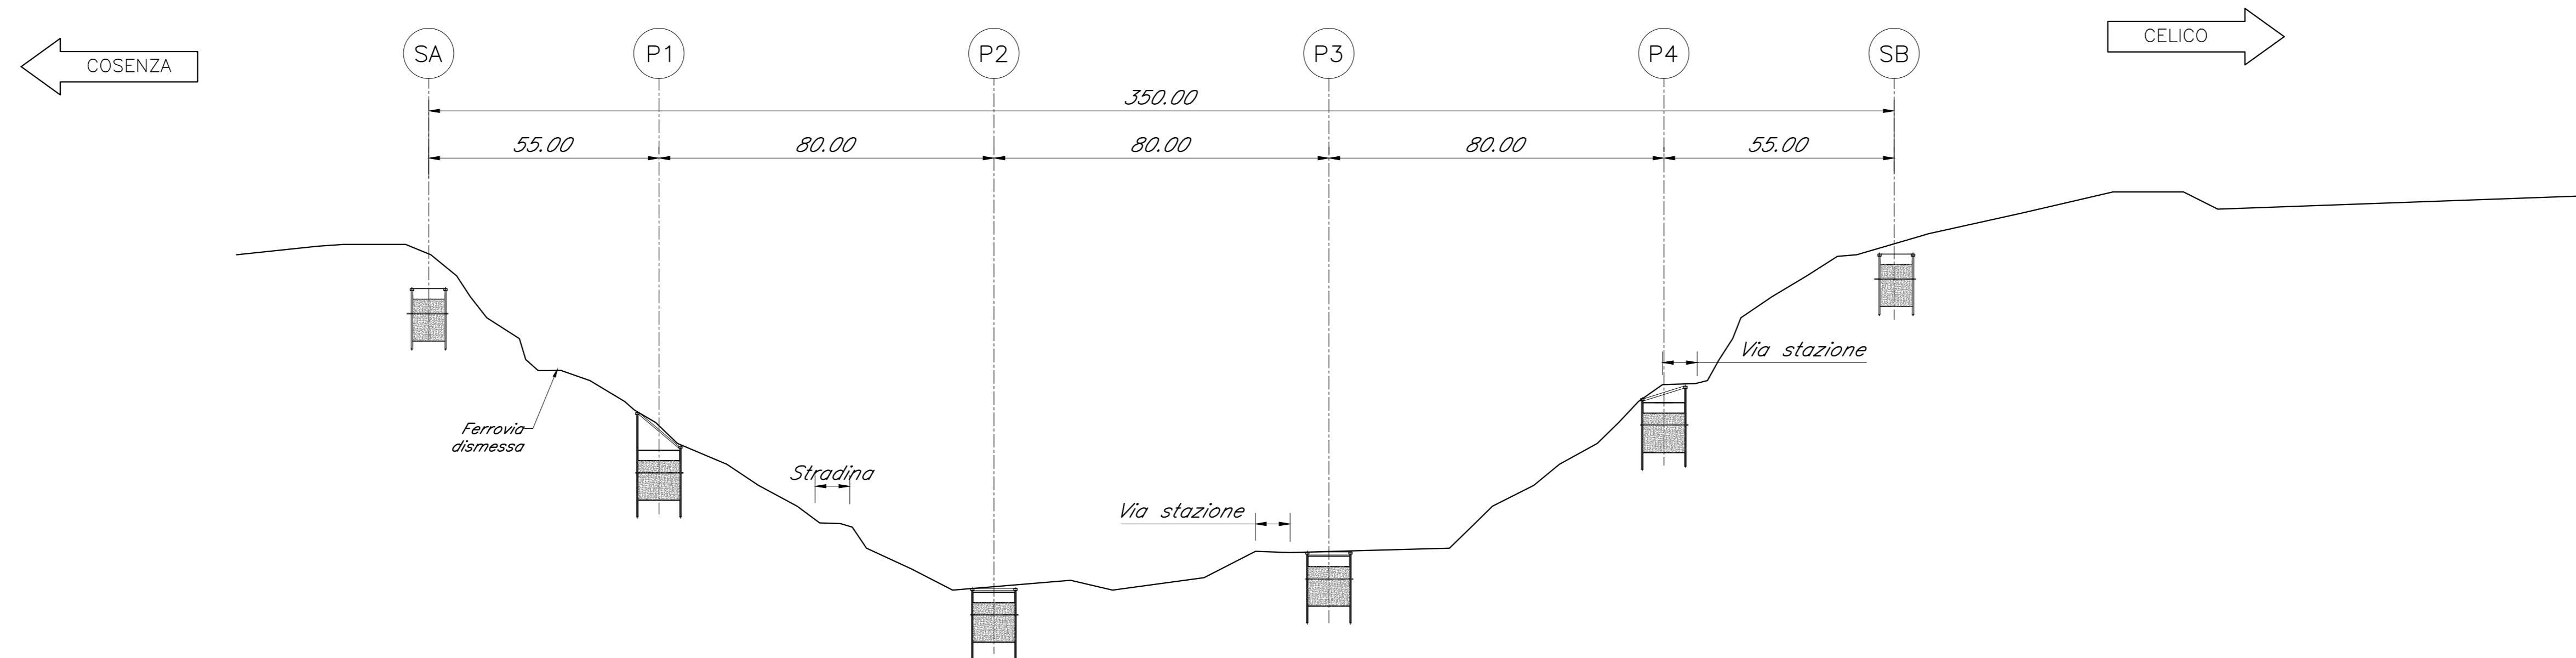 COSENZA
SA
P1
P2
P3
P4
SB
CELICO
350.00
55.00
80.00
80.00
80.00
55.00
Via stazione
Ferrovia
dismessa
Stradina
Via stazione